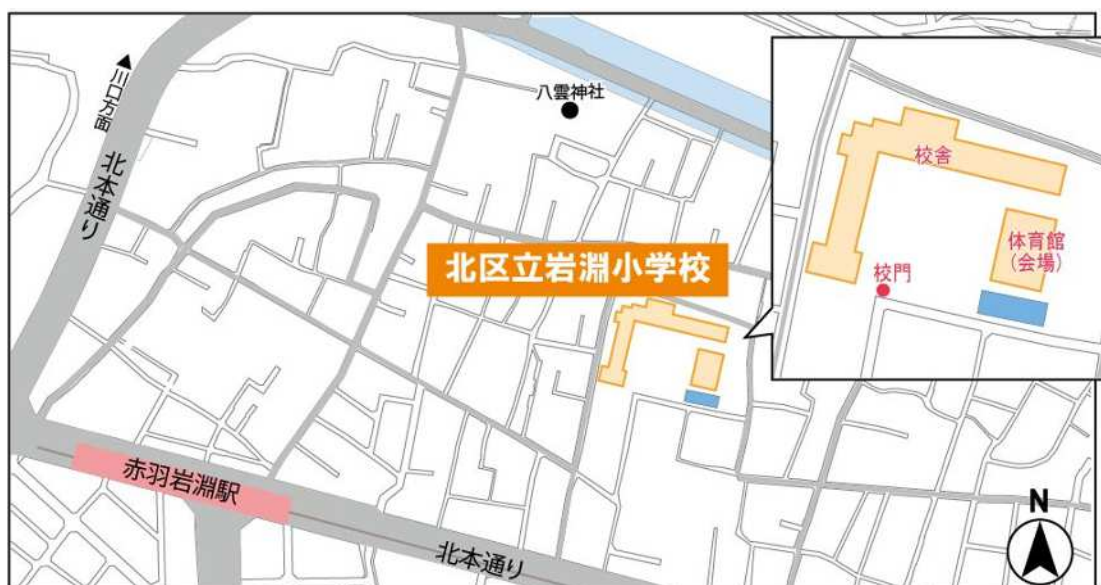 八雲神社
▲川口方面
北本通り
北区立岩淵小学校
校舎
体育館
(会場)
校門
赤羽岩淵駅
北本通り
N